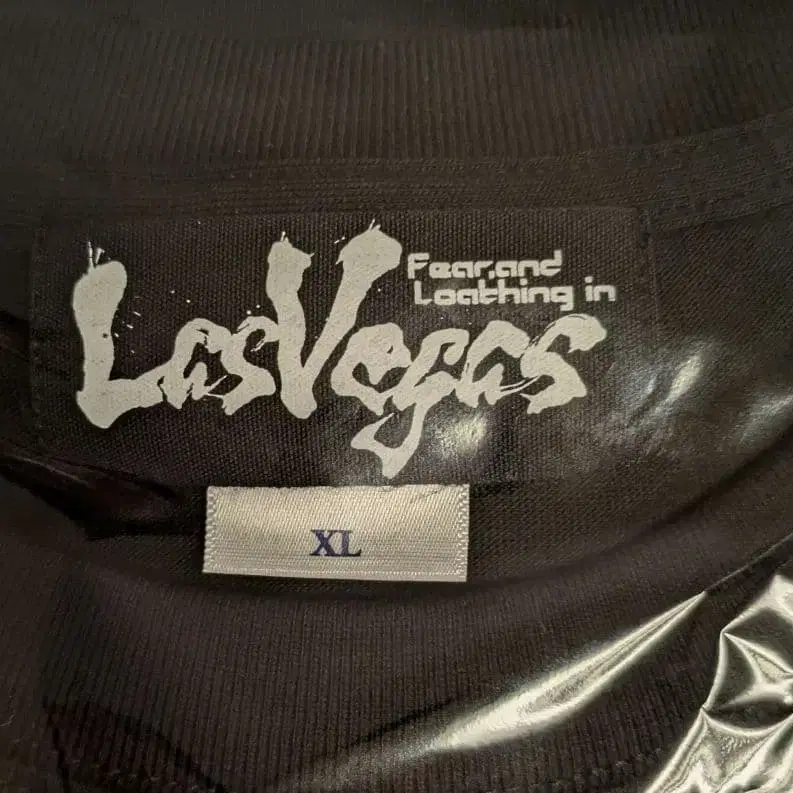 Fear,and
Loathing in
LasVegas
XL